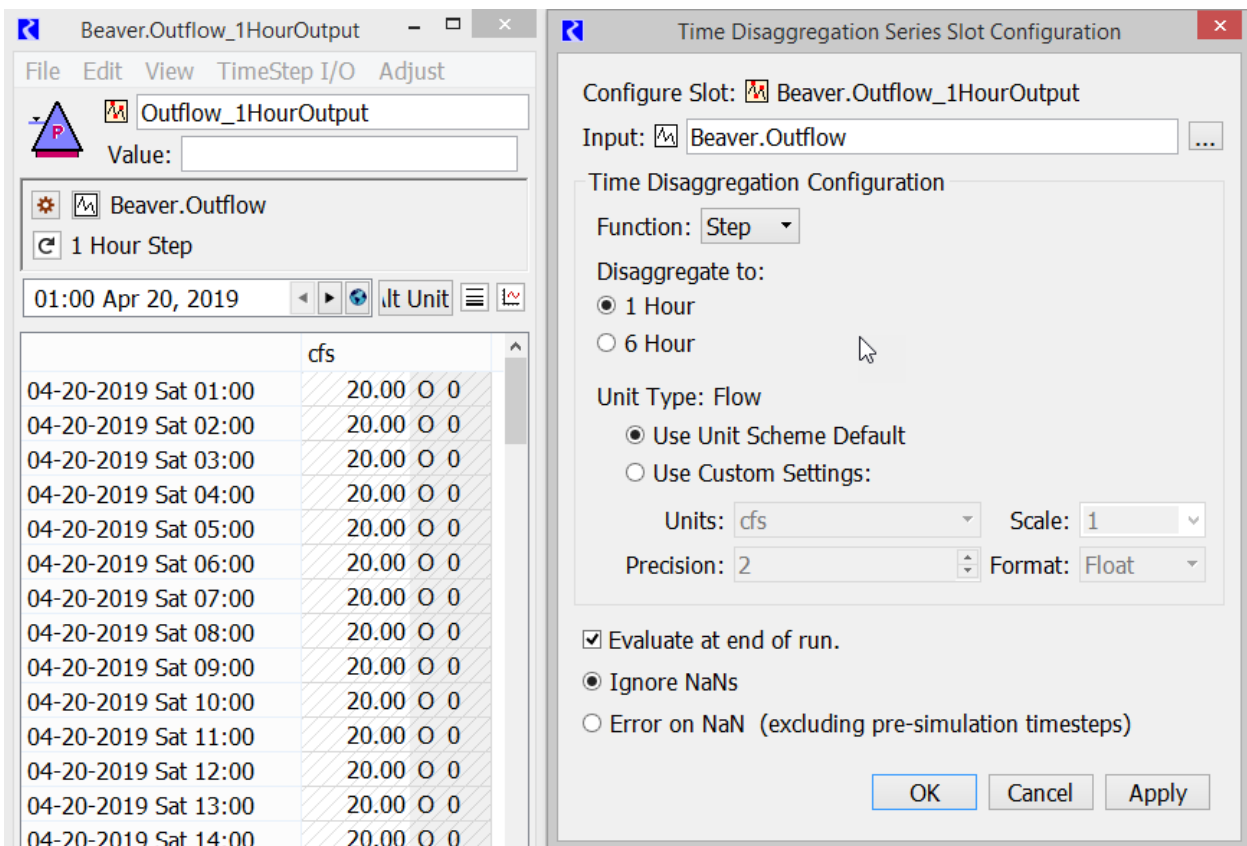 Beaver.Outflow_1HourOutput
File Edit View TimeStep I/O Adjust
Outflow_1HourOutput
P
Value:
Beaver.Outflow
1 Hour Step
01:00 Apr 20, 2019
lt Unit
cfs
04-20-2019 Sat 01:00 20.00 O 0
04-20-2019 Sat 02:00 20.00 O 0
04-20-2019 Sat 03:00 20.00 O 0
04-20-2019 Sat 04:00 20.00 O 0
04-20-2019 Sat 05:00 20.00 O 0
04-20-2019 Sat 06:00 20.00 O 0
04-20-2019 Sat 07:00 20.00 O 0
04-20-2019 Sat 08:00 20.00 O 0
04-20-2019 Sat 09:00 20.00 O 0
04-20-2019 Sat 10:00 20.00 O 0
04-20-2019 Sat 11:00 20.00 O 0
04-20-2019 Sat 12:00 20.00 O 0
04-20-2019 Sat 13:00 20.00 O 0
04-20-2019 Sat 14:00 20.00 O 0
Time Disaggregation Series Slot Configuration
Configure Slot: Beaver.Outflow_1HourOutput
Input: Beaver.Outflow ...
Time Disaggregation Configuration
Function: Step
Disaggregate to:
1 Hour
6 Hour
Unit Type: Flow
Use Unit Scheme Default
Use Custom Settings:
Units: cfs Scale: 1
Precision: 2 Format: Float
Evaluate at end of run.
Ignore NaNs
Error on NaN (excluding pre-simulation timesteps)
OK Cancel Apply